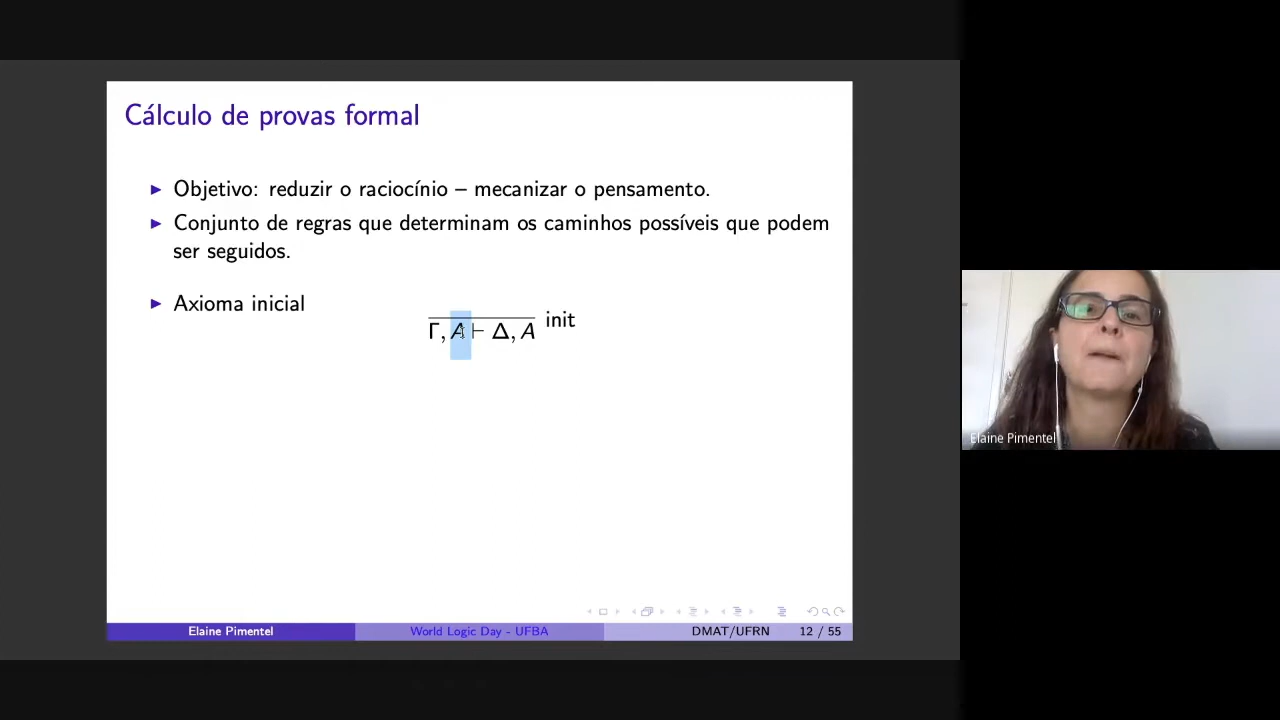 Cálculo de provas formal
Objetivo: reduzir o raciocínio – mecanizar o pensamento.
Conjunto de regras que determinam os caminhos possíveis que podem
ser seguidos.
Axioma inicial
Γ, A ⊢ Δ, A init
Elaine Pimentel
World Logic Day - UFBA
DMAT/UFRN
12 / 55
Elaine Pimentel